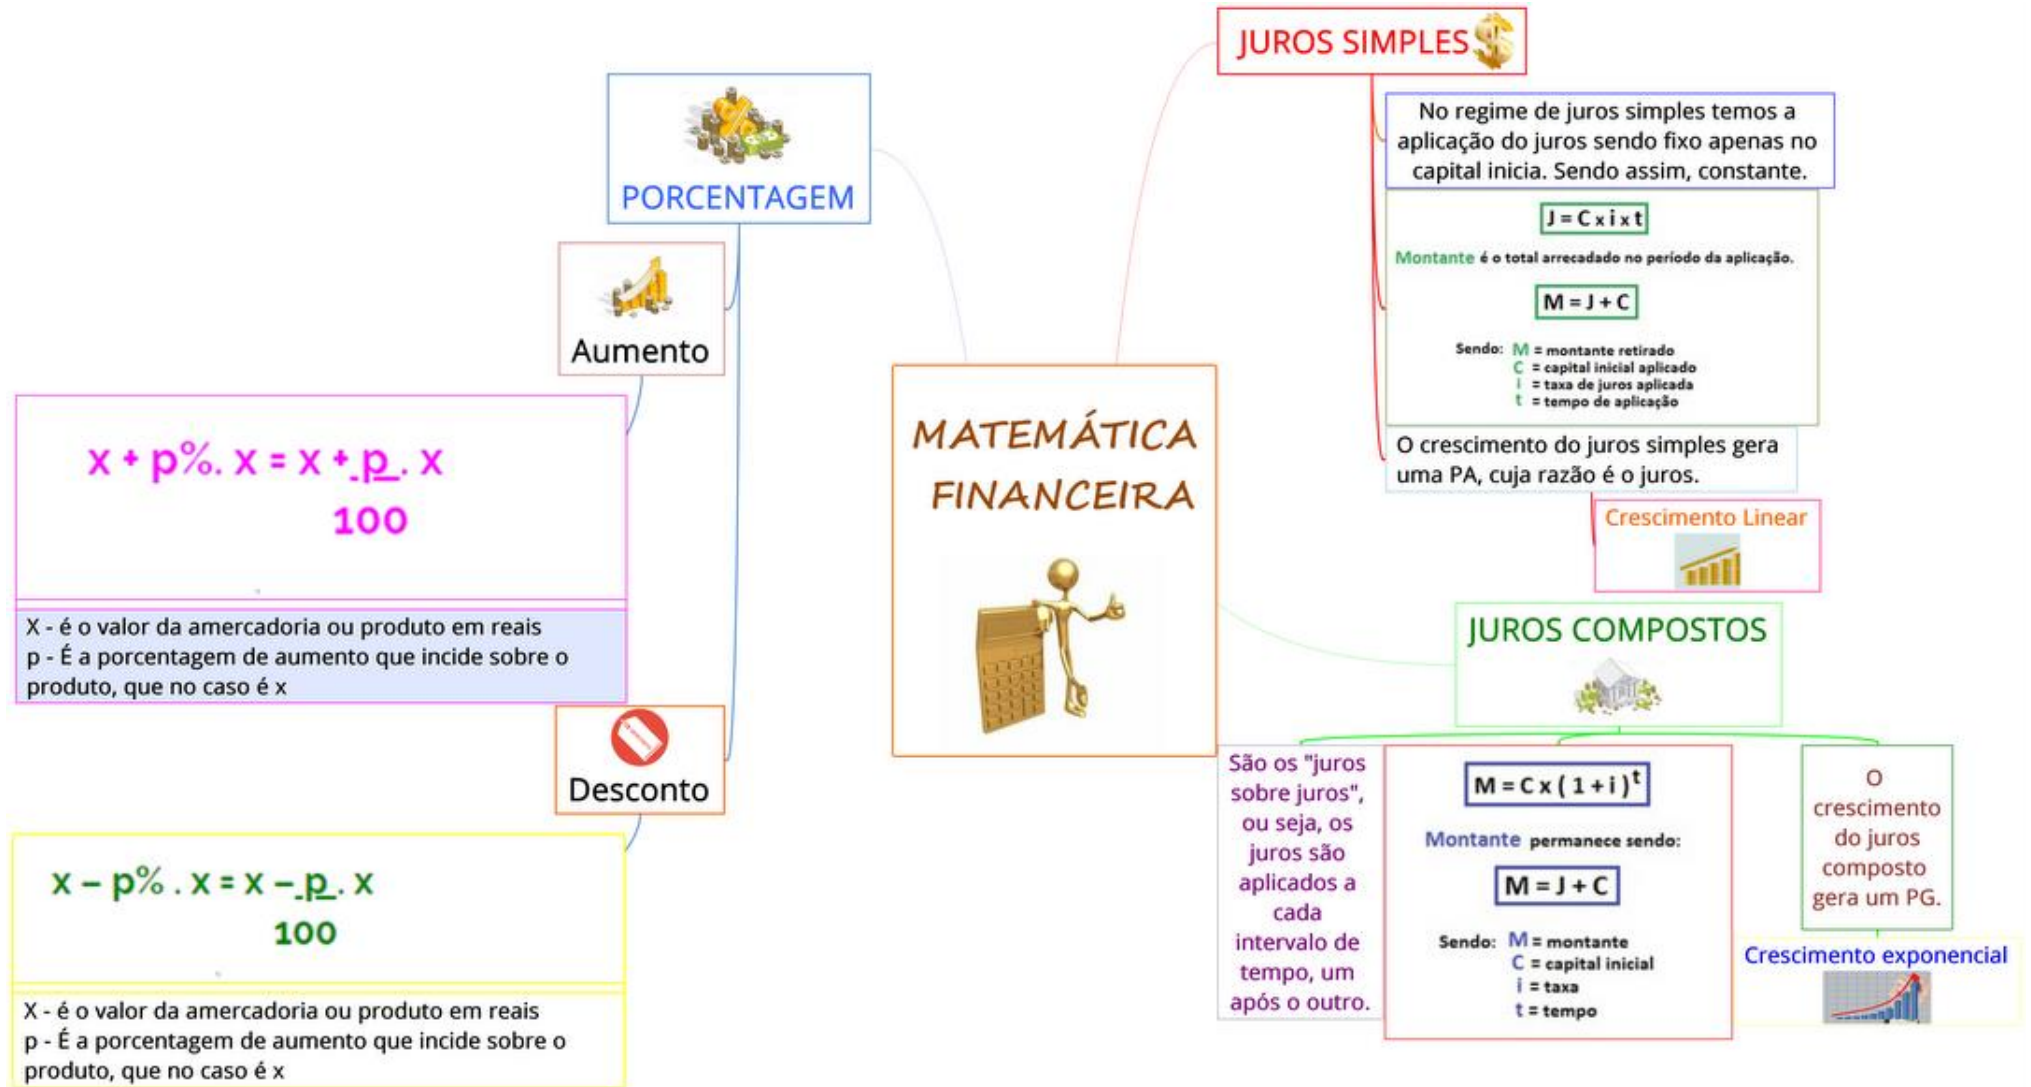 MATEMÁTICA
FINANCEIRA
PORCENTAGEM
Aumento
x + p%. x = x + p . x
100
X - é o valor da amercadoria ou produto em reais
p - É a porcentagem de aumento que incide sobre o
produto, que no caso é x
Desconto
x – p% . x = x – p . x
100
X - é o valor da amercadoria ou produto em reais
p - É a porcentagem de aumento que incide sobre o
produto, que no caso é x
JUROS SIMPLES
No regime de juros simples temos a
aplicação do juros sendo fixo apenas no
capital inicia. Sendo assim, constante.
J = C x i x t
Montante é o total arrecadado no período da aplicação.
M = J + C
Sendo: M = montante retirado
C = capital inicial aplicado
i = taxa de juros aplicada
t = tempo de aplicação
O crescimento do juros simples gera
uma PA, cuja razão é o juros.
Crescimento Linear
JUROS COMPOSTOS
São os "juros
sobre juros",
ou seja, os
juros são
aplicados a
cada
intervalo de
tempo, um
após o outro.
M = C x ( 1 + i )^t
Montante permanece sendo:
M = J + C
Sendo: M = montante
C = capital inicial
i = taxa
t = tempo
O
crescimento
do juros
composto
gera um PG.
Crescimento exponencial